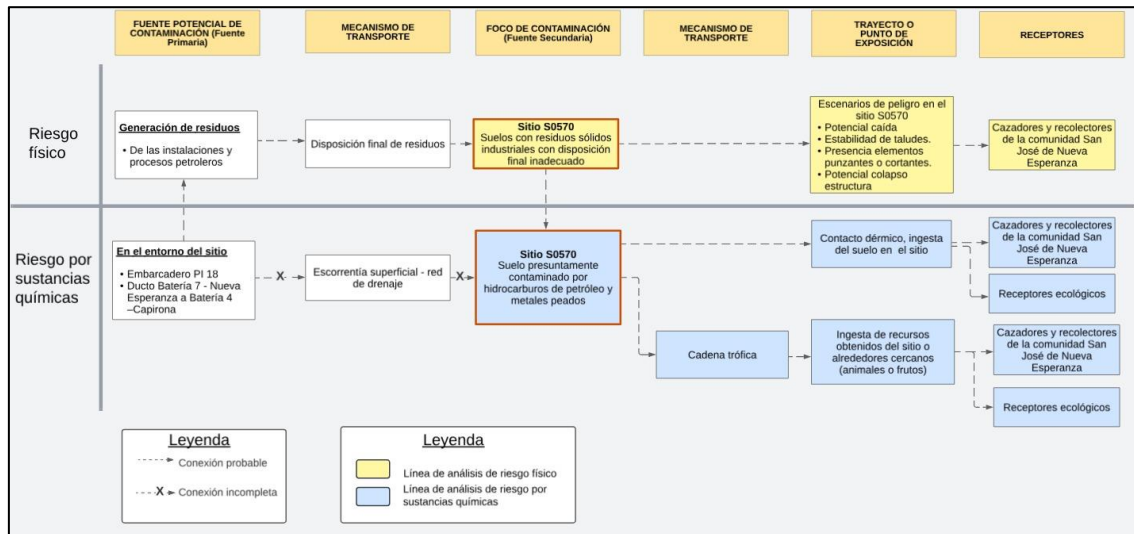 FUENTE POTENCIAL DE
CONTAMINACIÓN (Fuente
Primaria)
MECANISMO DE
TRANSPORTE
FOCO DE CONTAMINACIÓN
(Fuente Secundaria)
MECANISMO DE
TRANSPORTE
TRAYECTO O
PUNTO DE
EXPOSICIÓN
RECEPTORES
Riesgo
físico
Generación de residuos
• De las instalaciones y
procesos petroleros
Disposición final de residuos
Sitio S0570
Suelos con residuos sólidos
industriales con disposición
final inadecuado
Escenarios de peligro en el
sitio S0570
• Potencial caída
• Estabilidad de taludes.
• Presencia elementos
punzantes o cortantes.
• Potencial colapso
estructura
Cazadores y recolectores
de la comunidad San
José de Nueva Esperanza
Riesgo por
sustancias
químicas
En el entorno del sitio
• Embarcadero PI 18
• Ducto Batería 7 - Nueva
Esperanza a Batería 4
–Capirona
X
Escorrentía superficial - red
de drenaje
X
Sitio S0570
Suelo presuntamente
contaminado por
hidrocarburos de petróleo y
metales peados
Contacto dérmico, ingesta
del suelo en el sitio
Cazadores y recolectores
de la comunidad San
José de Nueva
Esperanza
Receptores ecológicos
Cadena trófica
Ingesta de recursos
obtenidos del sitio o
alrededores cercanos
(animales o frutos)
Cazadores y recolectores
de la comunidad San
José de Nueva
Esperanza
Receptores ecológicos
Leyenda
Conexión probable
X Conexión incompleta
Leyenda
Línea de análisis de riesgo físico
Línea de análisis de riesgo por
sustancias químicas